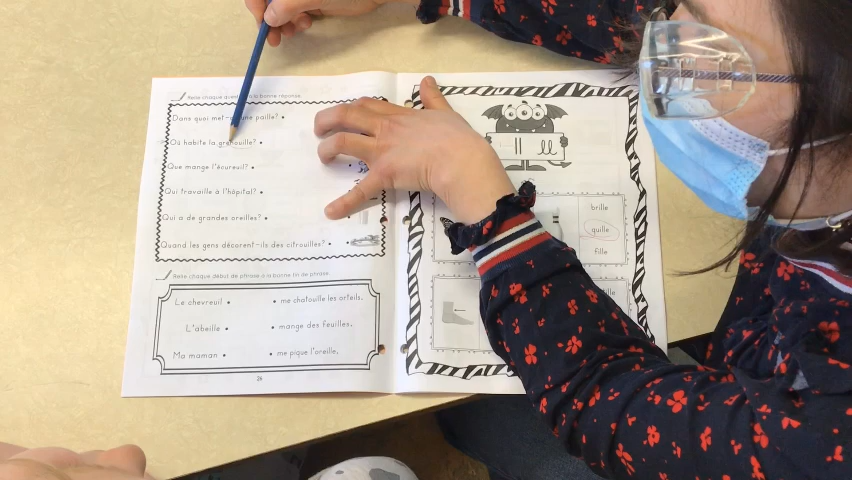 Relie chaque question à la bonne réponse.
Dans quoi met- une paille? •
Où habite la grenouille? •
Que mange l'écureuil? •
Qui travaille à l'hôpital? •
Qui a de grandes oreilles? •
Quand les gens décorent-ils des citrouilles? • •
Relie chaque début de phrase à la bonne fin de phrase.
Le chevreuil • • me chatouille les orteils.
L'abeille • • mange des feuilles.
Ma maman • • me pique l'oreille.
26
ll ill
brille
quille
fille